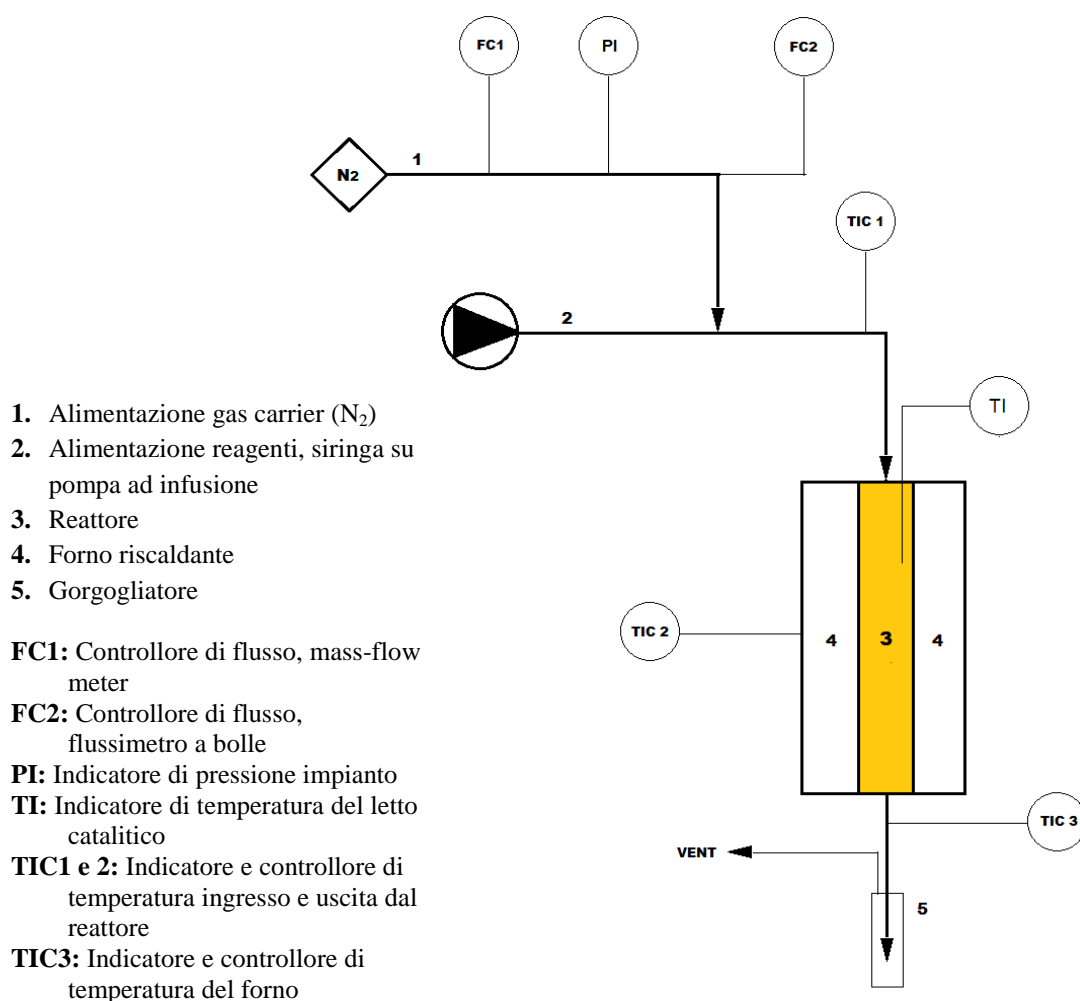 FC1
PI
FC2
N2
1
TIC 1
2
TI
1. Alimentazione gas carrier (N₂)
2. Alimentazione reagenti, siringa su
pompa ad infusione
3. Reattore
4. Forno riscaldante
5. Gorgogliatore
TIC 2
4
3
4
FC1: Controllore di flusso, mass-flow
meter
FC2: Controllore di flusso,
flussimetro a bolle
PI: Indicatore di pressione impianto
TI: Indicatore di temperatura del letto
catalitico
TIC1 e 2: Indicatore e controllore di
temperatura ingresso e uscita dal
reattore
TIC3: Indicatore e controllore di
temperatura del forno
TIC 3
VENT
5